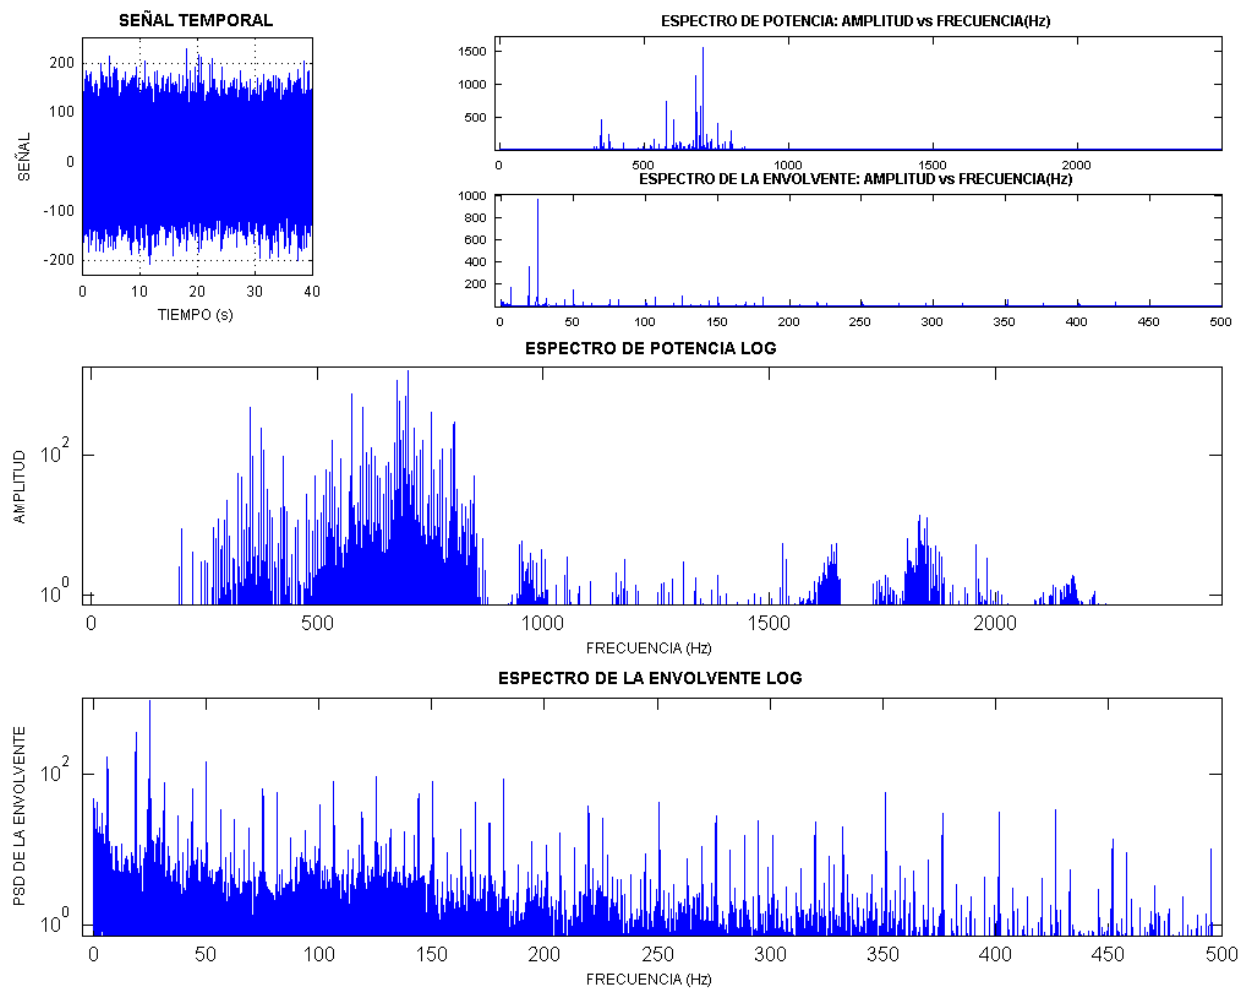 SEÑAL TEMPORAL
SEÑAL
200
100
0
-100
-200
0 10 20 30 40
TIEMPO (s)
ESPECTRO DE POTENCIA: AMPLITUD vs FRECUENCIA(Hz)
1500
1000
500
0 500 1000 1500 2000
ESPECTRO DE LA ENVOLVENTE: AMPLITUD vs FRECUENCIA(Hz)
1000
800
600
400
200
0 50 100 150 200 250 300 350 400 450 500
ESPECTRO DE POTENCIA LOG
AMPLITUD
10^2
10^0
0 500 1000 1500 2000
FRECUENCIA (Hz)
ESPECTRO DE LA ENVOLVENTE LOG
PSD DE LA ENVOLVENTE
10^2
10^0
0 50 100 150 200 250 300 350 400 450 500
FRECUENCIA (Hz)